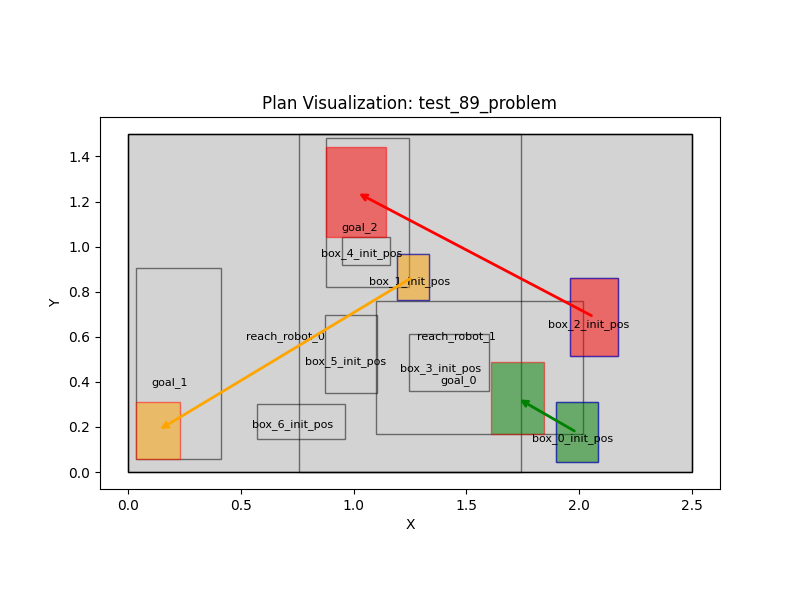 Plan Visualization: test_89_problem
1.4
1.2
1.0
0.8
0.6
0.4
0.2
0.0
Y
goal_2
box_4_init_pos
box_1_init_pos
box_2_init_pos
reach_robot_0
reach_robot_1
box_5_init_pos
box_3_init_pos
goal_1
goal_0
box_6_init_pos
box_0_init_pos
0.0
0.5
1.0
1.5
2.0
2.5
X